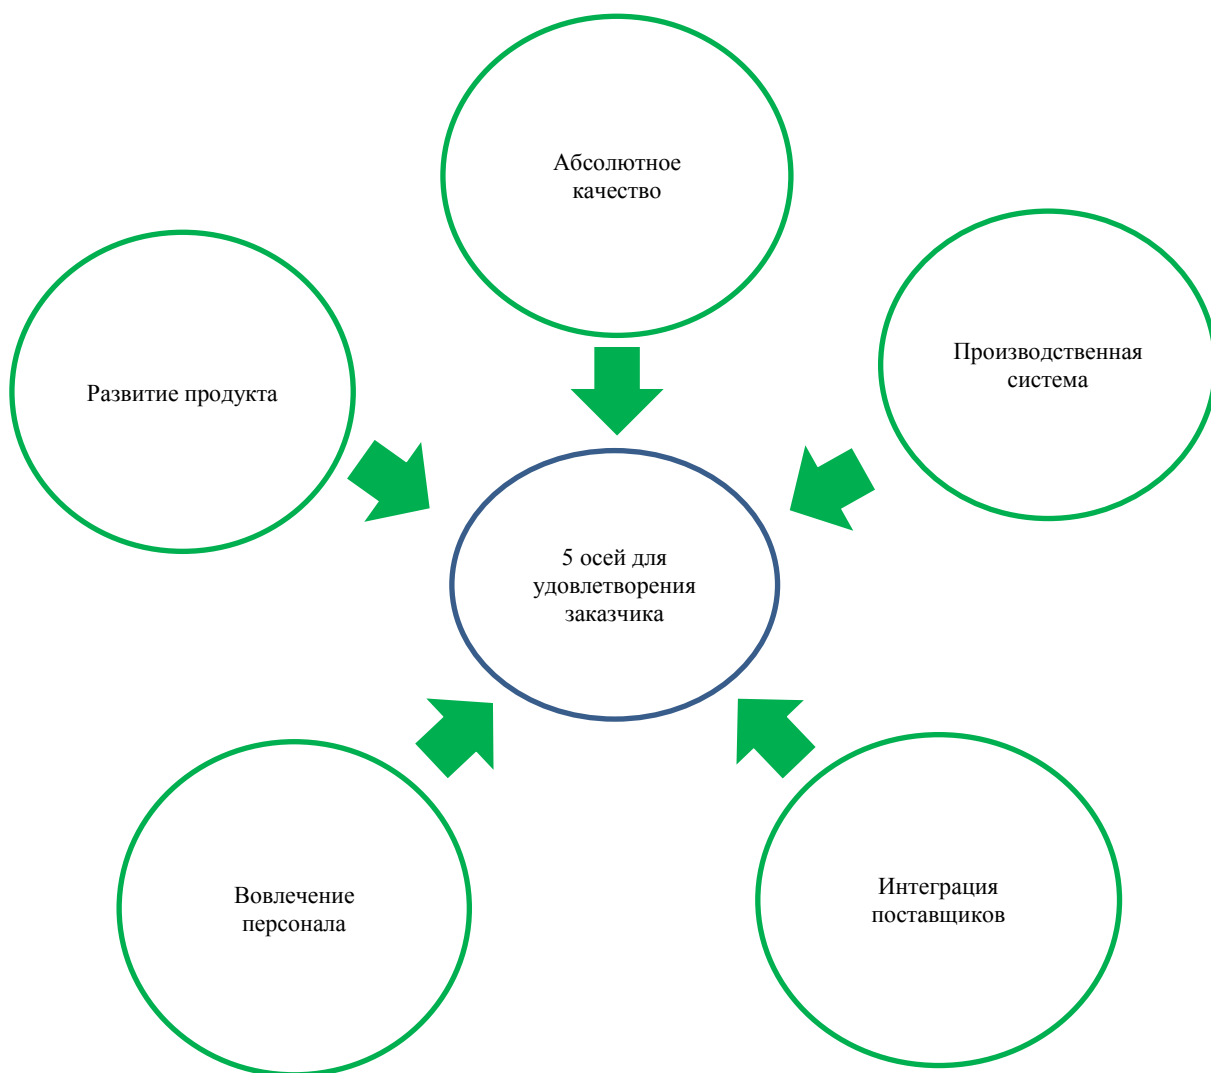 Абсолютное
качество
Производственная
система
Развитие продукта
5 осей для
удовлетворения
заказчика
Вовлечение
персонала
Интеграция
поставщиков